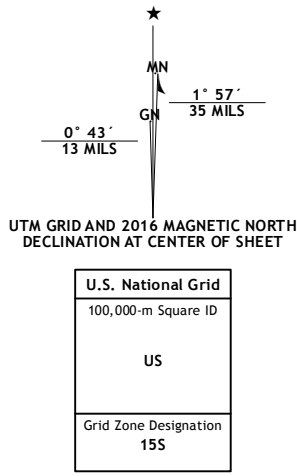 ★
MN
1° 57´
35 MILS
GN
0° 43´
13 MILS
UTM GRID AND 2016 MAGNETIC NORTH
DECLINATION AT CENTER OF SHEET
U.S. National Grid
100,000-m Square ID
US
Grid Zone Designation
15S